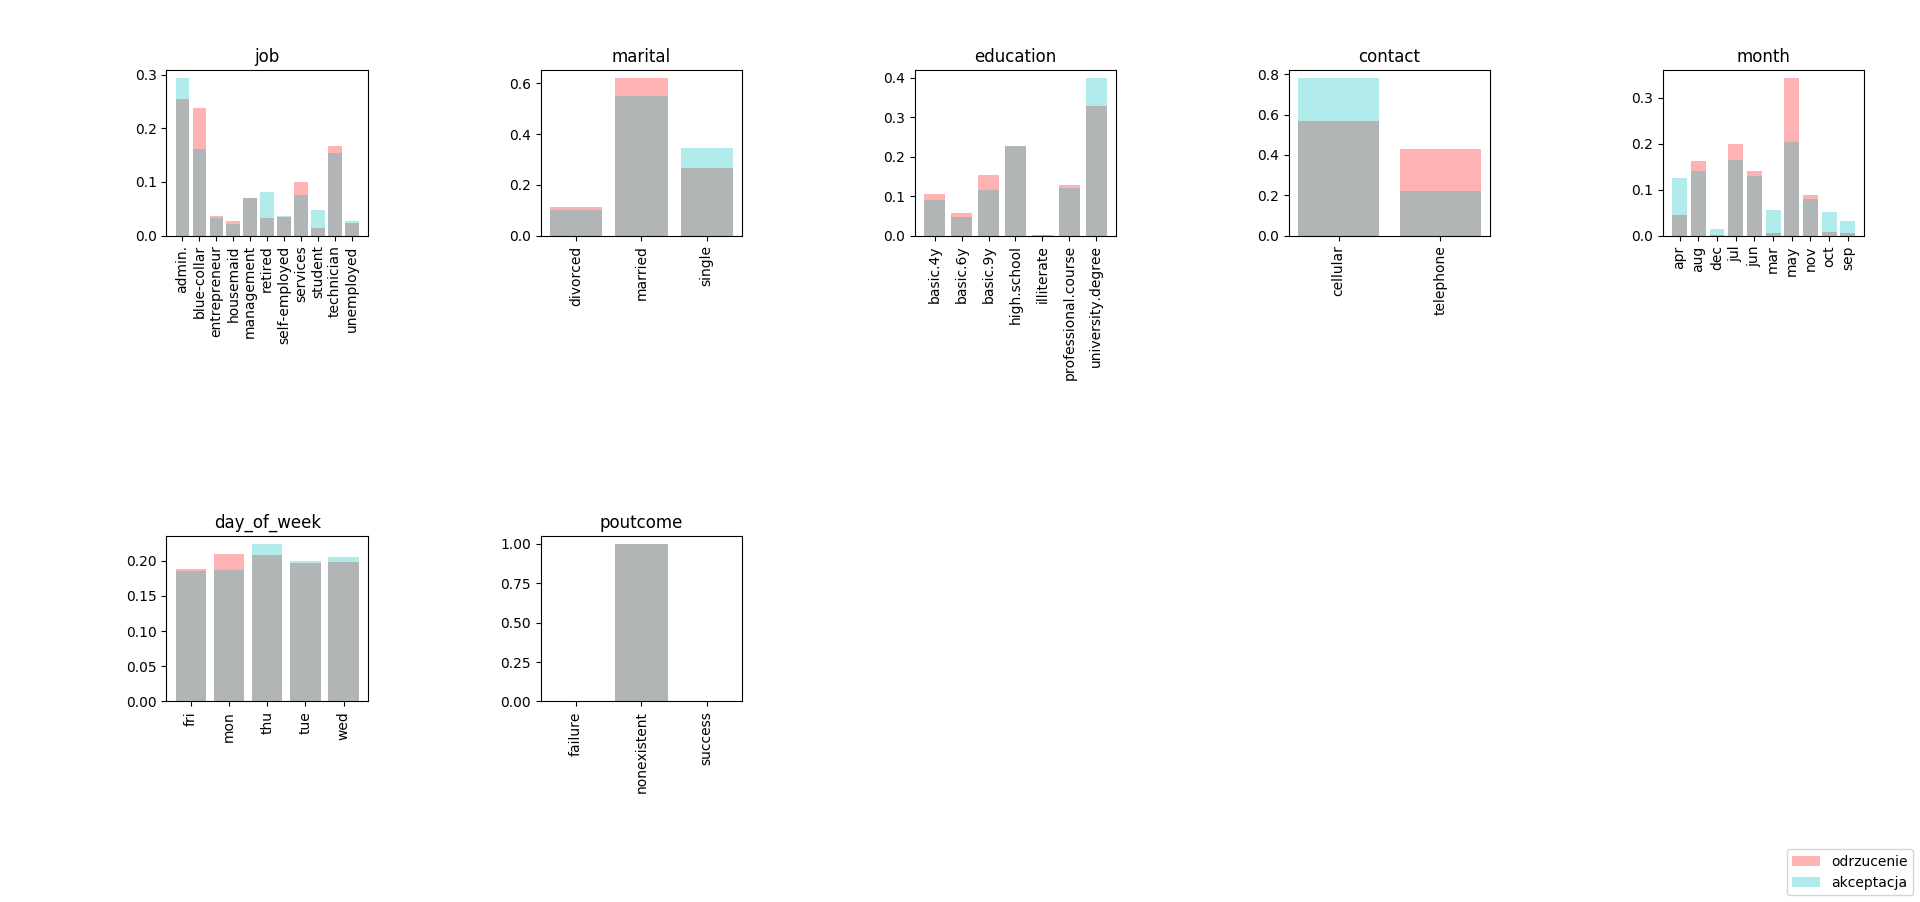 job
0.3
0.2
0.1
0.0
admin.
blue-collar
entrepreneur
housemaid
management
retired
self-employed
services
student
technician
unemployed
marital
0.6
0.4
0.2
0.0
divorced
married
single
education
0.4
0.3
0.2
0.1
0.0
basic.4y
basic.6y
basic.9y
high.school
illiterate
professional.course
university.degree
contact
0.8
0.6
0.4
0.2
0.0
cellular
telephone
month
0.3
0.2
0.1
0.0
apr
aug
dec
jul
jun
mar
may
nov
oct
sep
day_of_week
0.20
0.15
0.10
0.05
0.00
fri
mon
thu
tue
wed
poutcome
1.00
0.75
0.50
0.25
0.00
failure
nonexistent
success
odrzucenie
akceptacja